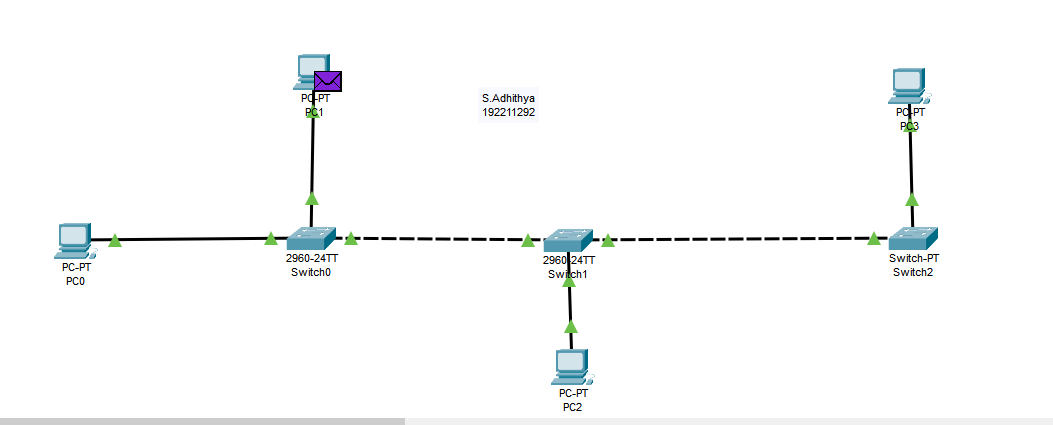 PC-PT
PC1
S.Adhithya
192211292
PC-PT
PC3
PC-PT
PC0
2960-24TT
Switch0
2960-24TT
Switch1
Switch-PT
Switch2
PC-PT
PC2